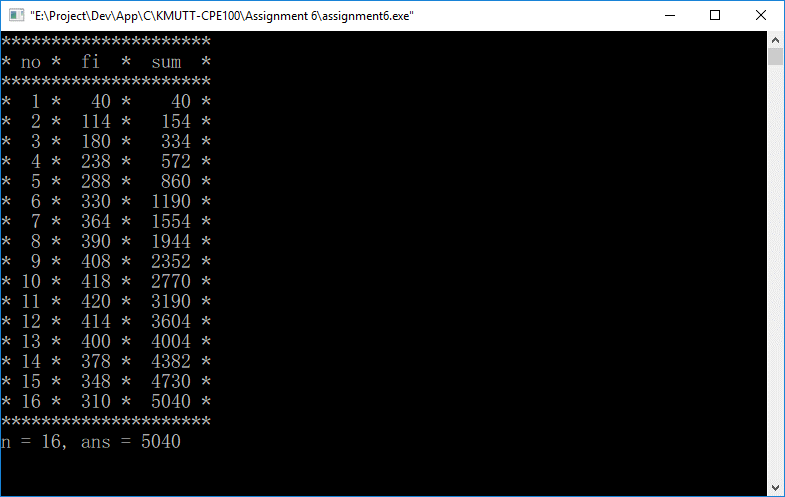 "E:\Project\Dev\App\C\KMUTT-CPE100\Assignment 6\assignment6.exe"
*********************
* no *  fi  *  sum  *
*********************
*  1 *   40 *    40 *
*  2 *  114 *   154 *
*  3 *  180 *   334 *
*  4 *  238 *   572 *
*  5 *  288 *   860 *
*  6 *  330 *  1190 *
*  7 *  364 *  1554 *
*  8 *  390 *  1944 *
*  9 *  408 *  2352 *
* 10 *  418 *  2770 *
* 11 *  420 *  3190 *
* 12 *  414 *  3604 *
* 13 *  400 *  4004 *
* 14 *  378 *  4382 *
* 15 *  348 *  4730 *
* 16 *  310 *  5040 *
*********************
n = 16, ans = 5040